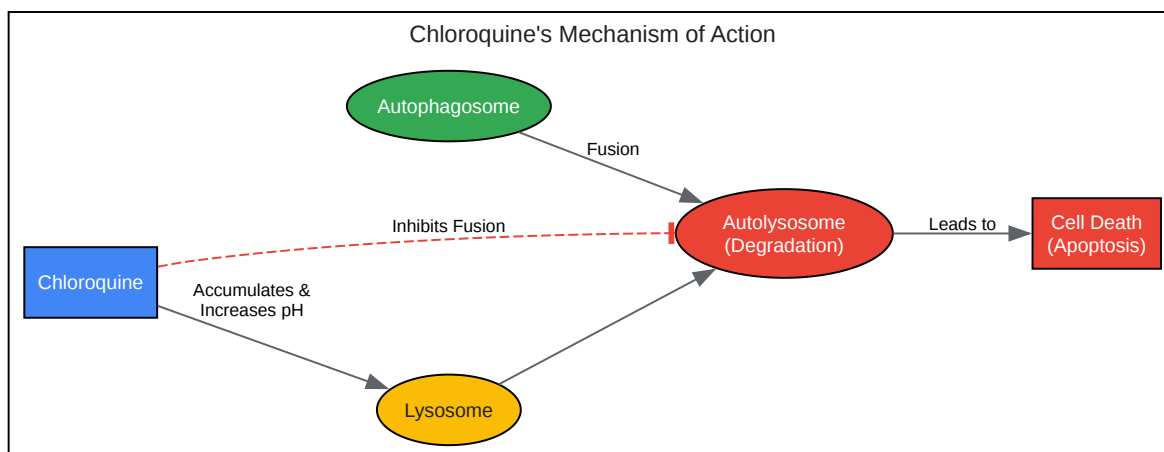 Chloroquine's Mechanism of Action
Autophagosome
Fusion
Inhibits Fusion
Autolysosome
(Degradation)
Leads to
Cell Death
(Apoptosis)
Chloroquine
Accumulates &
Increases pH
Lysosome